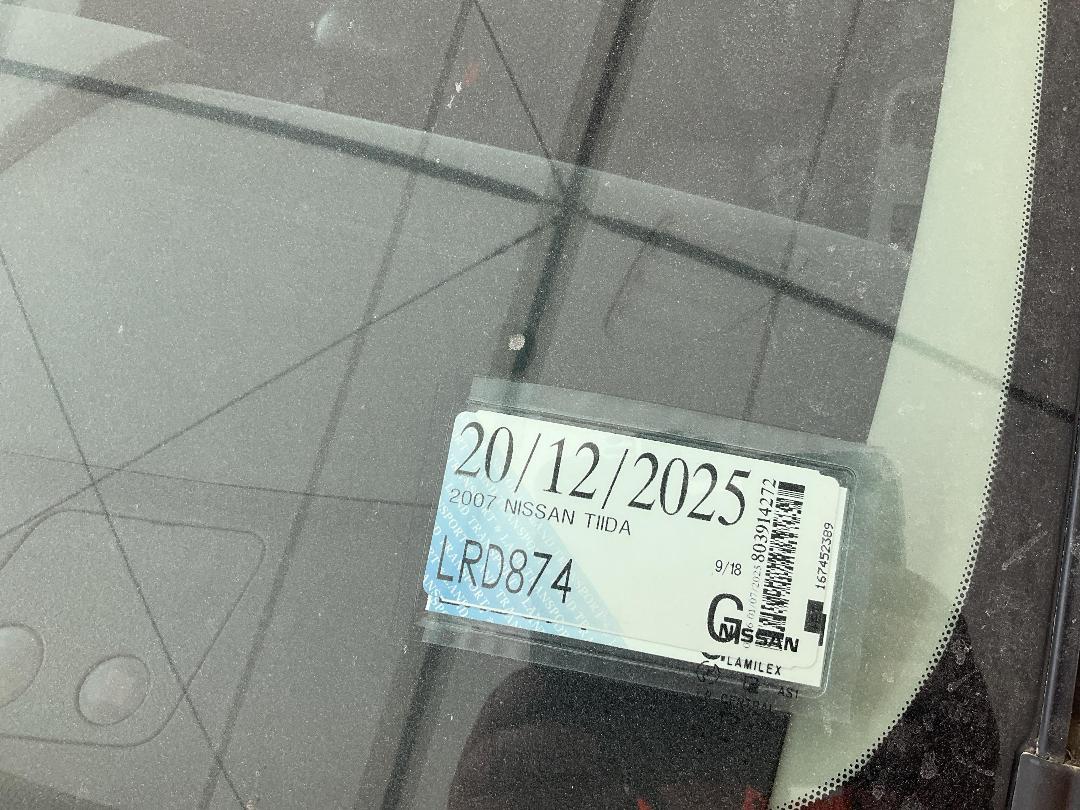 20/12/2025
2007 NISSAN TIIDA
LRD874
9/18
G
803914272
167452389
NISSAN
LAMILEX
AS1